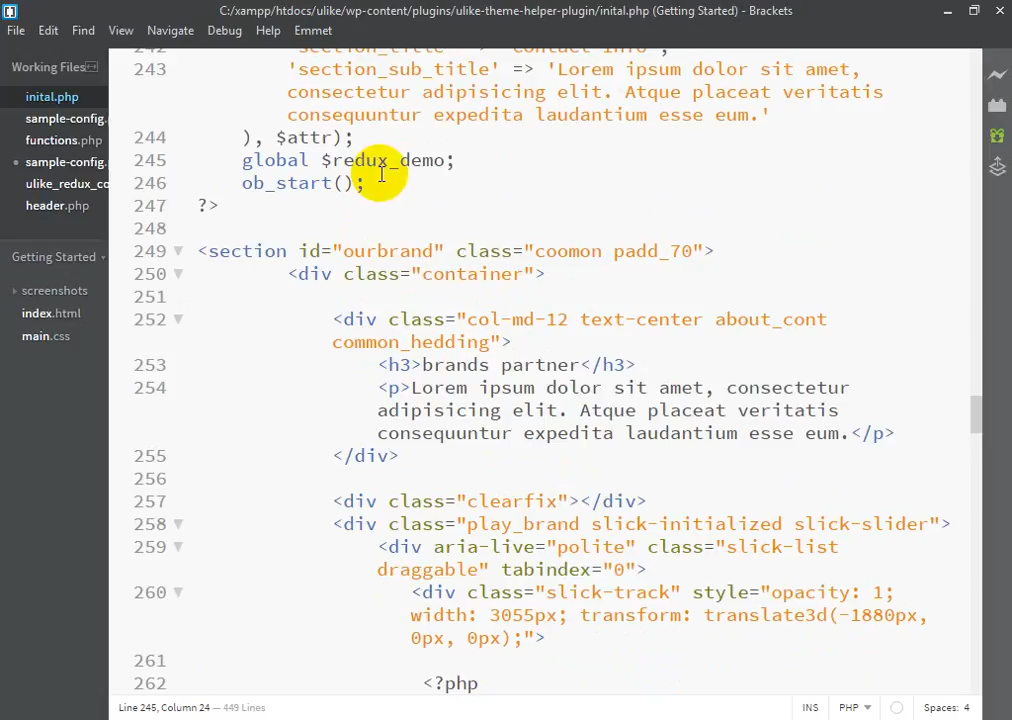 C:/xampp/htdocs/ulike/wp-content/plugins/ulike-theme-helper-plugin/inital.php (Getting Started) - Brackets
File Edit Find View Navigate Debug Help Emmet
Working Files
inital.php
sample-config.
functions.php
sample-config.
ulike_redux_co
header.php
Getting Started
screenshots
index.html
main.css
242 'section_title' => 'Contact Info',
243 'section_sub_title' => 'Lorem ipsum dolor sit amet,
consectetur adipisicing elit. Atque placeat veritatis
consequuntur expedita laudantium esse eum.'
244 ), $attr);
245 global $redux_demo;
246 ob_start();
247 ?>
248
249 <section id="ourbrand" class="coomon padd_70">
250 <div class="container">
251
252 <div class="col-md-12 text-center about_cont
common_hedding">
253 <h3>brands partner</h3>
254 <p>Lorem ipsum dolor sit amet, consectetur
adipisicing elit. Atque placeat veritatis
consequuntur expedita laudantium esse eum.</p>
255 </div>
256
257 <div class="clearfix"></div>
258 <div class="play_brand slick-initialized slick-slider">
259 <div aria-live="polite" class="slick-list
draggable" tabindex="0">
260 <div class="slick-track" style="opacity: 1;
width: 3055px; transform: translate3d(-1880px,
0px, 0px);">
261
262 <?php
Line 245, Column 24 — 449 Lines
INS PHP Spaces: 4